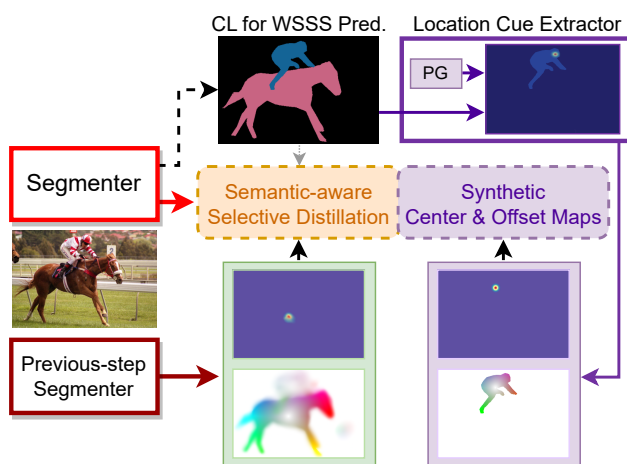 CL for WSSS Pred.
Location Cue Extractor
PG
Segmenter
Semantic-aware
Selective Distillation
Synthetic
Center & Offset Maps
2
Previous-step
Segmenter